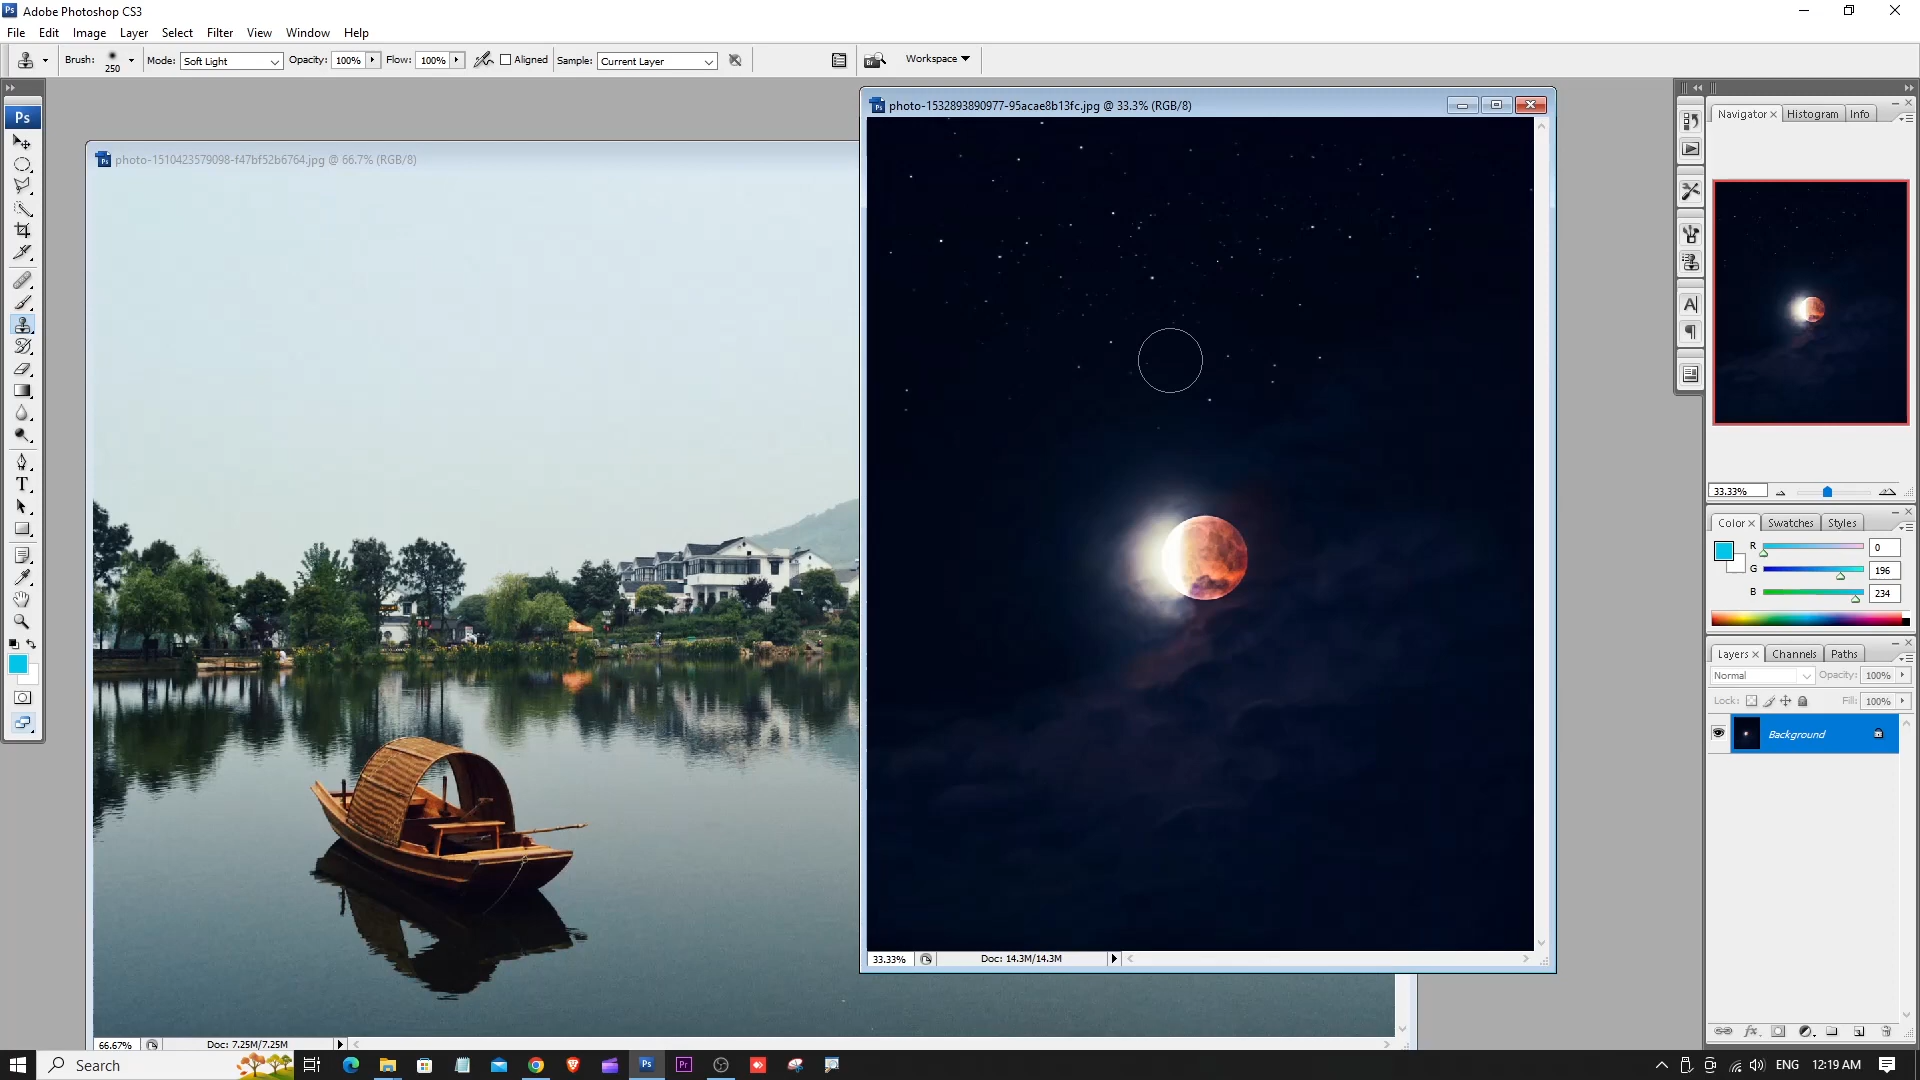 Ps Adobe Photoshop CS3
File Edit Image Layer Select Filter View Window Help
Brush: 250 Mode: Soft Light Opacity: 100% Flow: 100% Aligned Sample: Current Layer Workspace
Ps
photo-1510423579098-f47bf52b6764.jpg @ 66.7% (RGB/8)
66.67% Doc: 7.25M/7.25M
photo-1532893890977-95acae8b13fc.jpg @ 33.3% (RGB/8)
33.33% Doc: 14.3M/14.3M
Navigator Histogram Info
33.33%
Color Swatches Styles
R 0
G 196
B 234
Layers Channels Paths
Normal Opacity: 100%
Lock: Fill: 100%
Background
Search Ps Pr ENG 12:19 AM